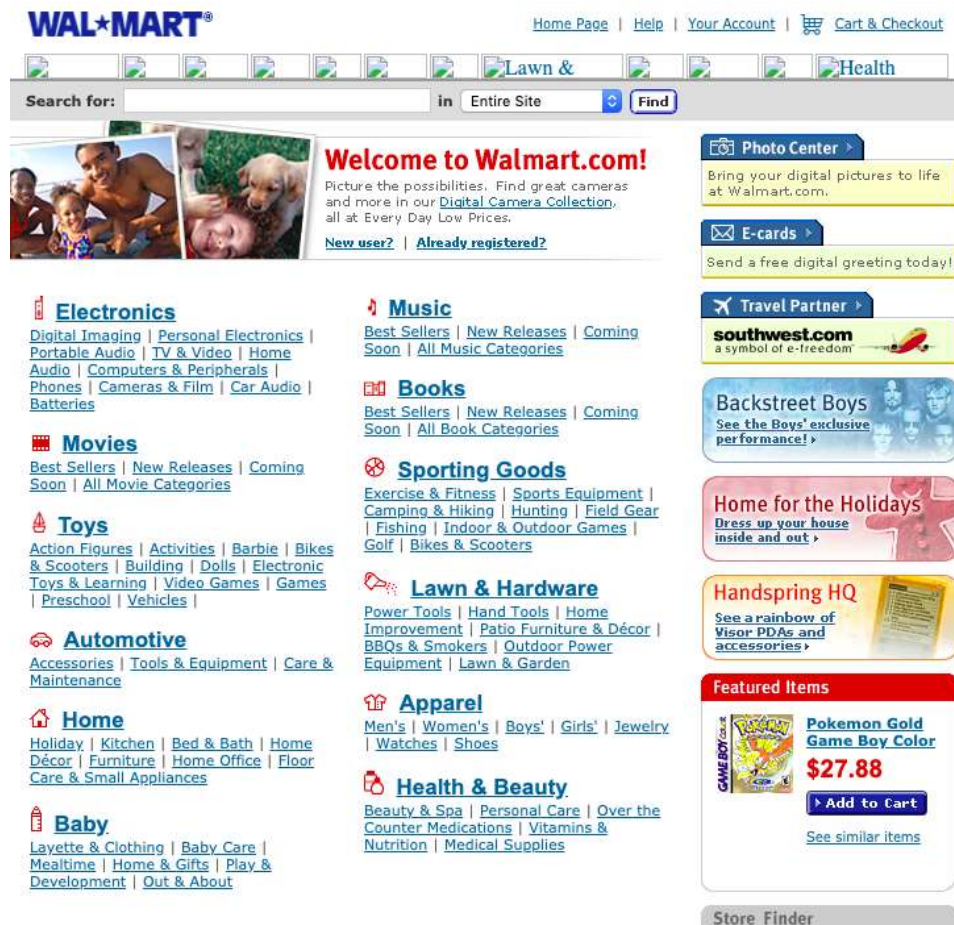 WAL★MART®
Home Page | Help | Your Account | Cart & Checkout
Lawn &
Health
Search for:
in
Entire Site
Find
Welcome to Walmart.com!
Picture the possibilities. Find great cameras
and more in our Digital Camera Collection,
all at Every Day Low Prices.
New user? | Already registered?
Electronics
Digital Imaging | Personal Electronics |
Portable Audio | TV & Video | Home
Audio | Computers & Peripherals |
Phones | Cameras & Film | Car Audio |
Batteries
Movies
Best Sellers | New Releases | Coming
Soon | All Movie Categories
Toys
Action Figures | Activities | Barbie | Bikes
& Scooters | Building | Dolls | Electronic
Toys & Learning | Video Games | Games
| Preschool | Vehicles |
Automotive
Accessories | Tools & Equipment | Care &
Maintenance
Home
Holiday | Kitchen | Bed & Bath | Home
Décor | Furniture | Home Office | Floor
Care & Small Appliances
Baby
Layette & Clothing | Baby Care |
Mealtime | Home & Gifts | Play &
Development | Out & About
Music
Best Sellers | New Releases | Coming
Soon | All Music Categories
Books
Best Sellers | New Releases | Coming
Soon | All Book Categories
Sporting Goods
Exercise & Fitness | Sports Equipment |
Camping & Hiking | Hunting | Field Gear
| Fishing | Indoor & Outdoor Games |
Golf | Bikes & Scooters
Lawn & Hardware
Power Tools | Hand Tools | Home
Improvement | Patio Furniture & Décor |
BBQs & Smokers | Outdoor Power
Equipment | Lawn & Garden
Apparel
Men's | Women's | Boys' | Girls' | Jewelry
| Watches | Shoes
Health & Beauty
Beauty & Spa | Personal Care | Over the
Counter Medications | Vitamins &
Nutrition | Medical Supplies
Photo Center
Bring your digital pictures to life
at Walmart.com.
E-cards
Send a free digital greeting today!
Travel Partner
southwest.com
a symbol of e-freedom
Backstreet Boys
See the Boys' exclusive
performance!
Home for the Holidays
Dress up your house
inside and out
Handspring HQ
See a rainbow of
Visor PDAs and
accessories
Featured Items
GAME BOY COLOR
Pokémon
Pokemon Gold
Game Boy Color
$27.88
Add to Cart
See similar items
Store Finder